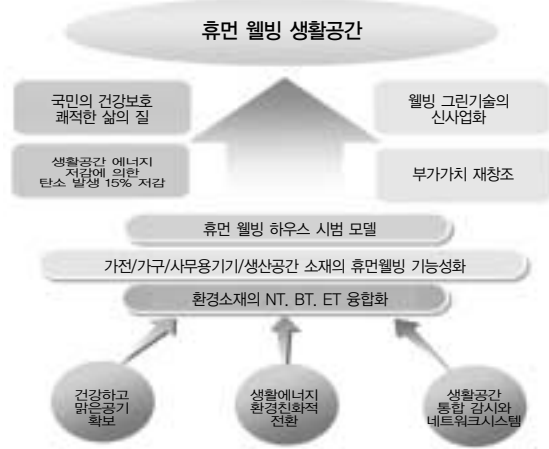 휴먼 웰빙 생활공간
국민의 건강보호
쾌적한 삶의 질
웰빙 그린기술의
신사업화
생활공간 에너지
저감에 의한
탄소 발생 15% 저감
부가가치 재창조
휴먼 웰빙 하우스 시범 모델
가전/가구/사무용기기/생산공간 소재의 휴먼웰빙 기능성화
환경소재의 NT, BT, ET 융합화
건강하고
맑은공기
확보
생활에너지
환경친화적
전환
생활공간
통합 감시와
네트워크시스템